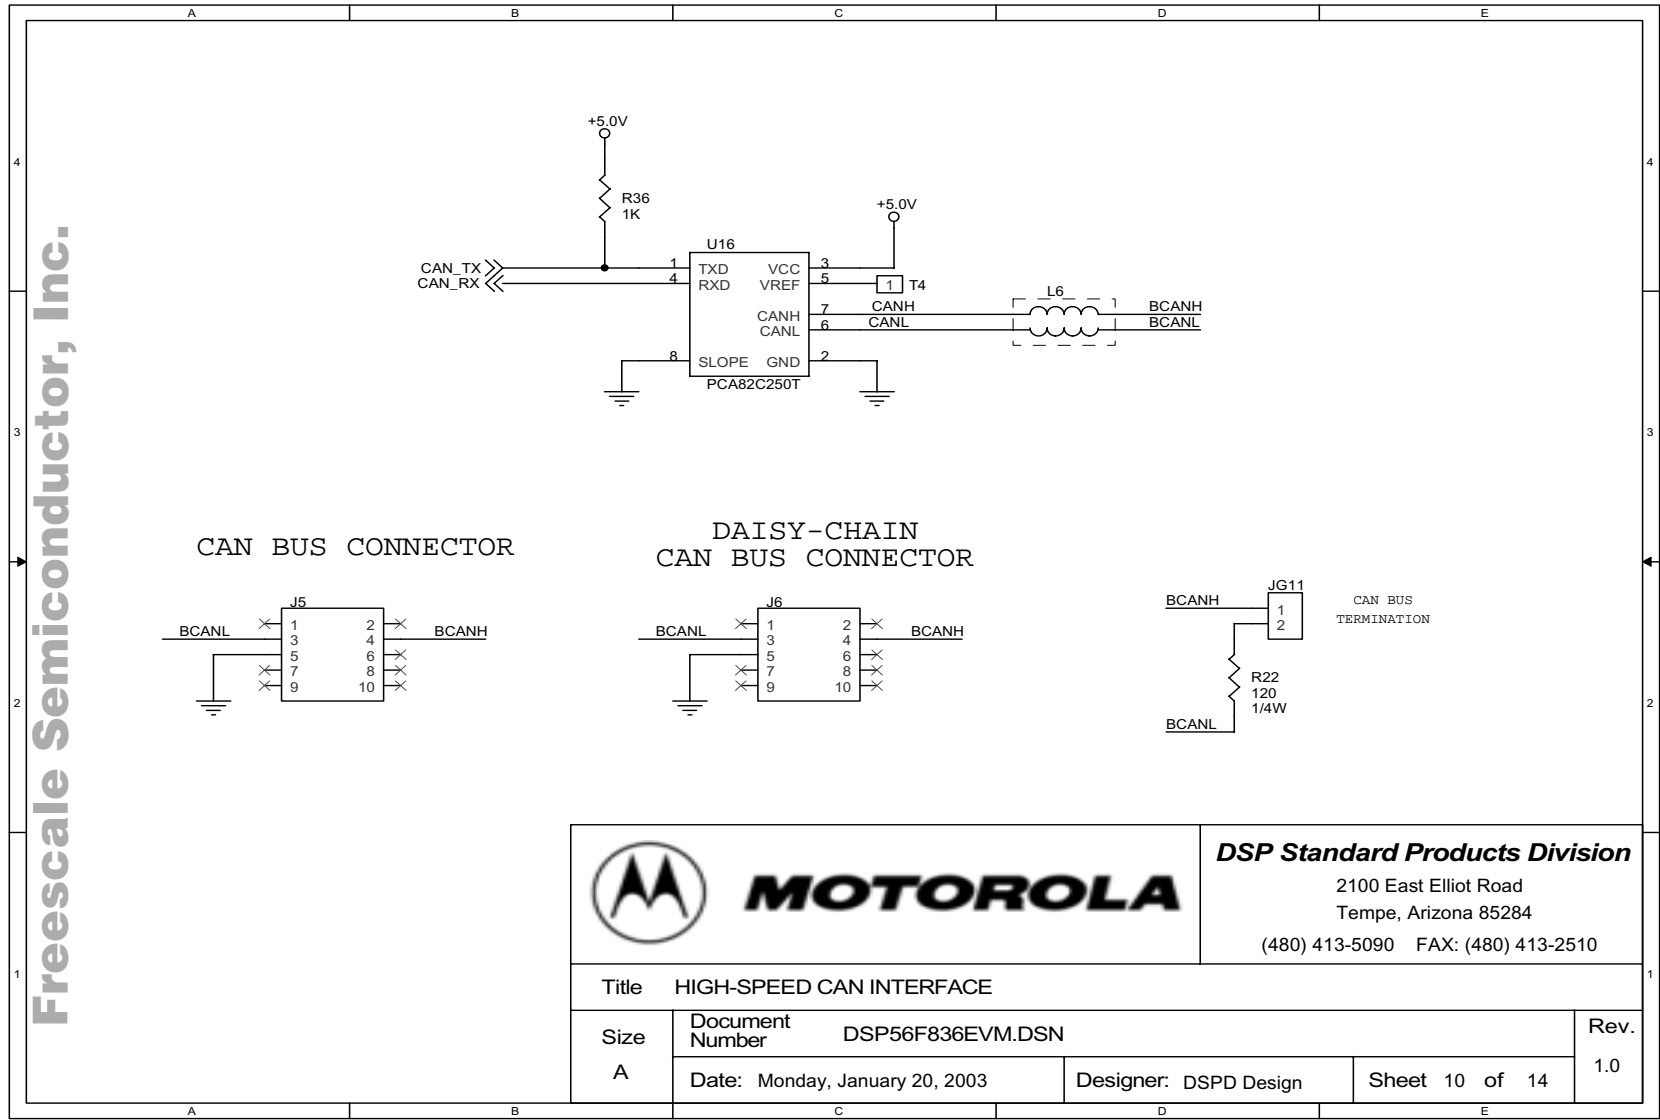 A B C D E
4 4
3 3
2 2
1 1
Freescale Semiconductor, Inc.
+5.0V
R36
1K
+5.0V
U16
CAN_TX
CAN_RX
1 TXD VCC 3
4 RXD VREF 5
1 T4
CANH 7 CANH
CANL 6 CANL
L6
BCANH
BCANL
8 SLOPE GND 2
PCA82C250T
CAN BUS CONNECTOR
J5
BCANL
BCANH
1 2
3 4
5 6
7 8
9 10
DAISY-CHAIN
CAN BUS CONNECTOR
J6
BCANL
BCANH
1 2
3 4
5 6
7 8
9 10
JG11
BCANH
1
2
CAN BUS
TERMINATION
R22
120
1/4W
BCANL
MOTOROLA
DSP Standard Products Division
2100 East Elliot Road
Tempe, Arizona 85284
(480) 413-5090 FAX: (480) 413-2510
Title HIGH-SPEED CAN INTERFACE
Size
A
Document
Number
DSP56F836EVM.DSN
Rev.
1.0
Date: Monday, January 20, 2003
Designer: DSPD Design
Sheet 10 of 14
A B C D E